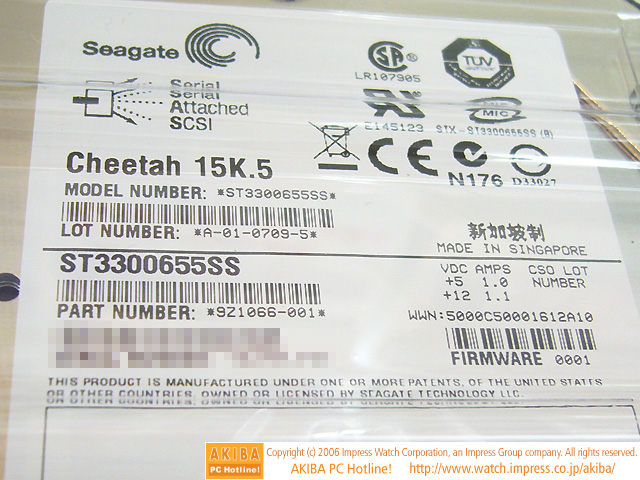 Seagate
LR107905
TUV
Serial
Attached
SCSI
MIC
E145123 STX-ST3300655SS (B)
Cheetah 15K.5
N176 D33027
MODEL NUMBER: *ST3300655SS*
LOT NUMBER: *A-01-0709-5*
新加坡制
MADE IN SINGAPORE
ST3300655SS
VDC AMPS CSO LOT
+5 1.0 NUMBER
+12 1.1
PART NUMBER: *9Z1066-001*
WWN:5000C50001612A10
FIRMWARE 0001
THIS PRODUCT IS MANUFACTURED UNDER ONE OR MORE PATENTS, OF THE UNITED STATES
OR OTHER COUNTRIES, OWNED OR LICENSED BY SEAGATE TECHNOLOGY LLC.
AKIBA
PC Hotline!
Copyright (c) 2006 Impress Watch Corporation, an Impress Group company. All rights reserved.
AKIBA PC Hotline! http://www.watch.impress.co.jp/akiba/